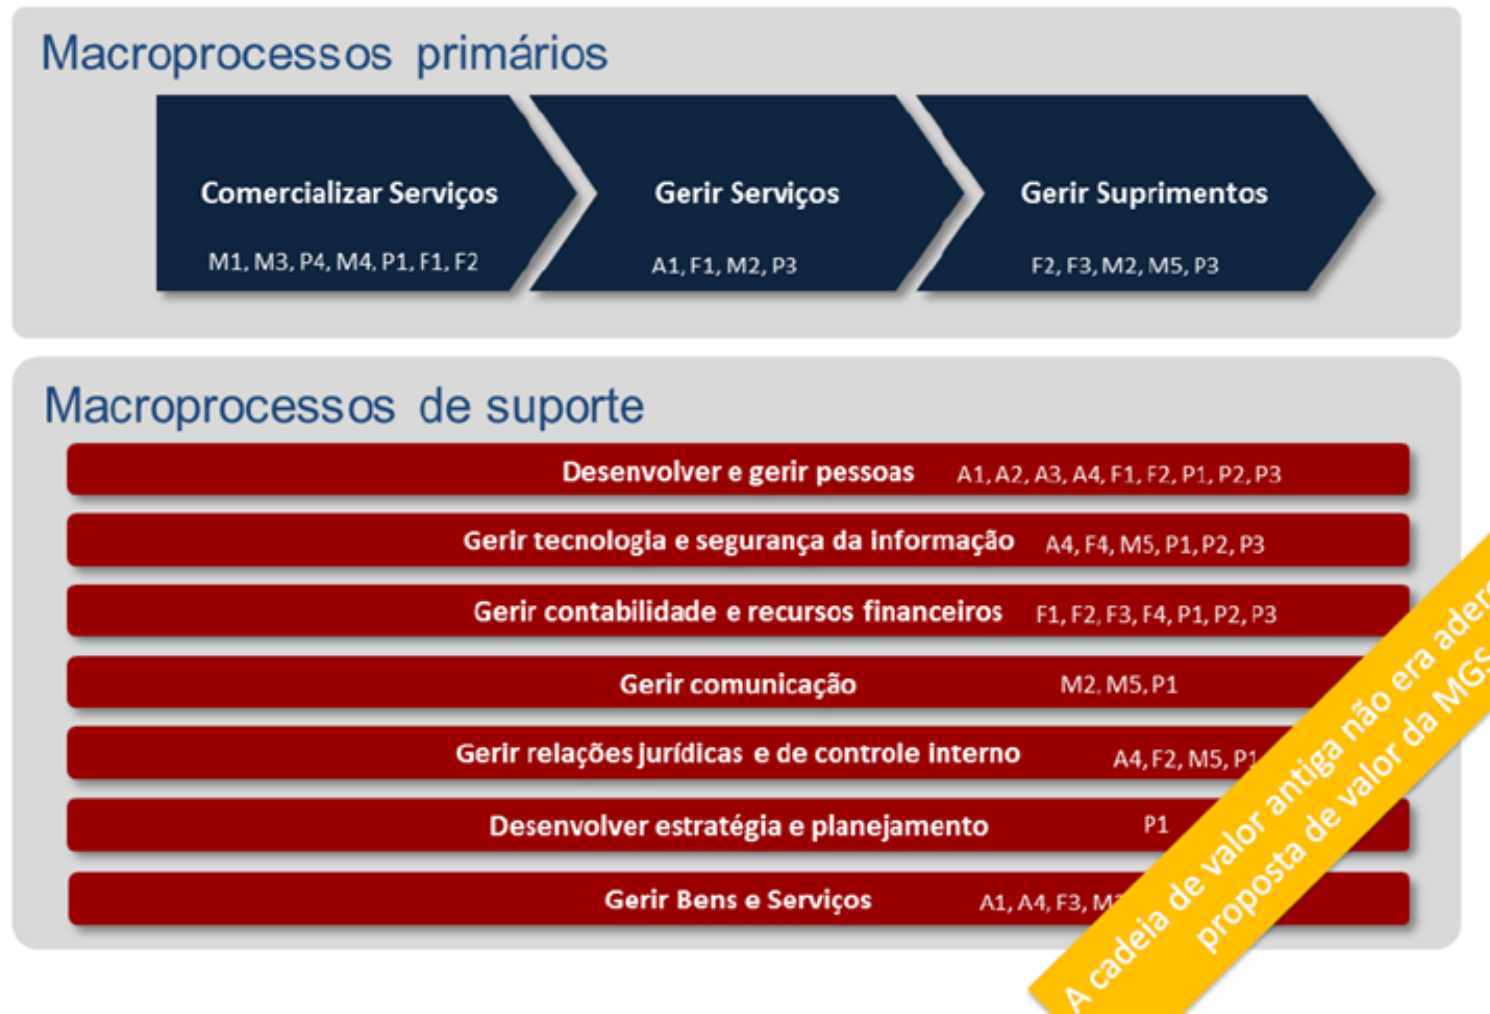 Macroprocessos primários
Comercializar Serviços
M1, M3, P4, M4, P1, F1, F2
Gerir Serviços
A1, F1, M2, P3
Gerir Suprimentos
F2, F3, M2, M5, P3
Macroprocessos de suporte
Desenvolver e gerir pessoas A1, A2, A3, A4, F1, F2, P1, P2, P3
Gerir tecnologia e segurança da informação A4, F4, M5, P1, P2, P3
Gerir contabilidade e recursos financeiros F1, F2, F3, F4, P1, P2, P3
Gerir comunicação M2, M5, P1
Gerir relações jurídicas e de controle interno A4, F2, M5, P1
Desenvolver estratégia e planejamento P1
Gerir Bens e Serviços A1, A4, F3,
A cadeia de valor antiga não era
proposta de valor da MGS